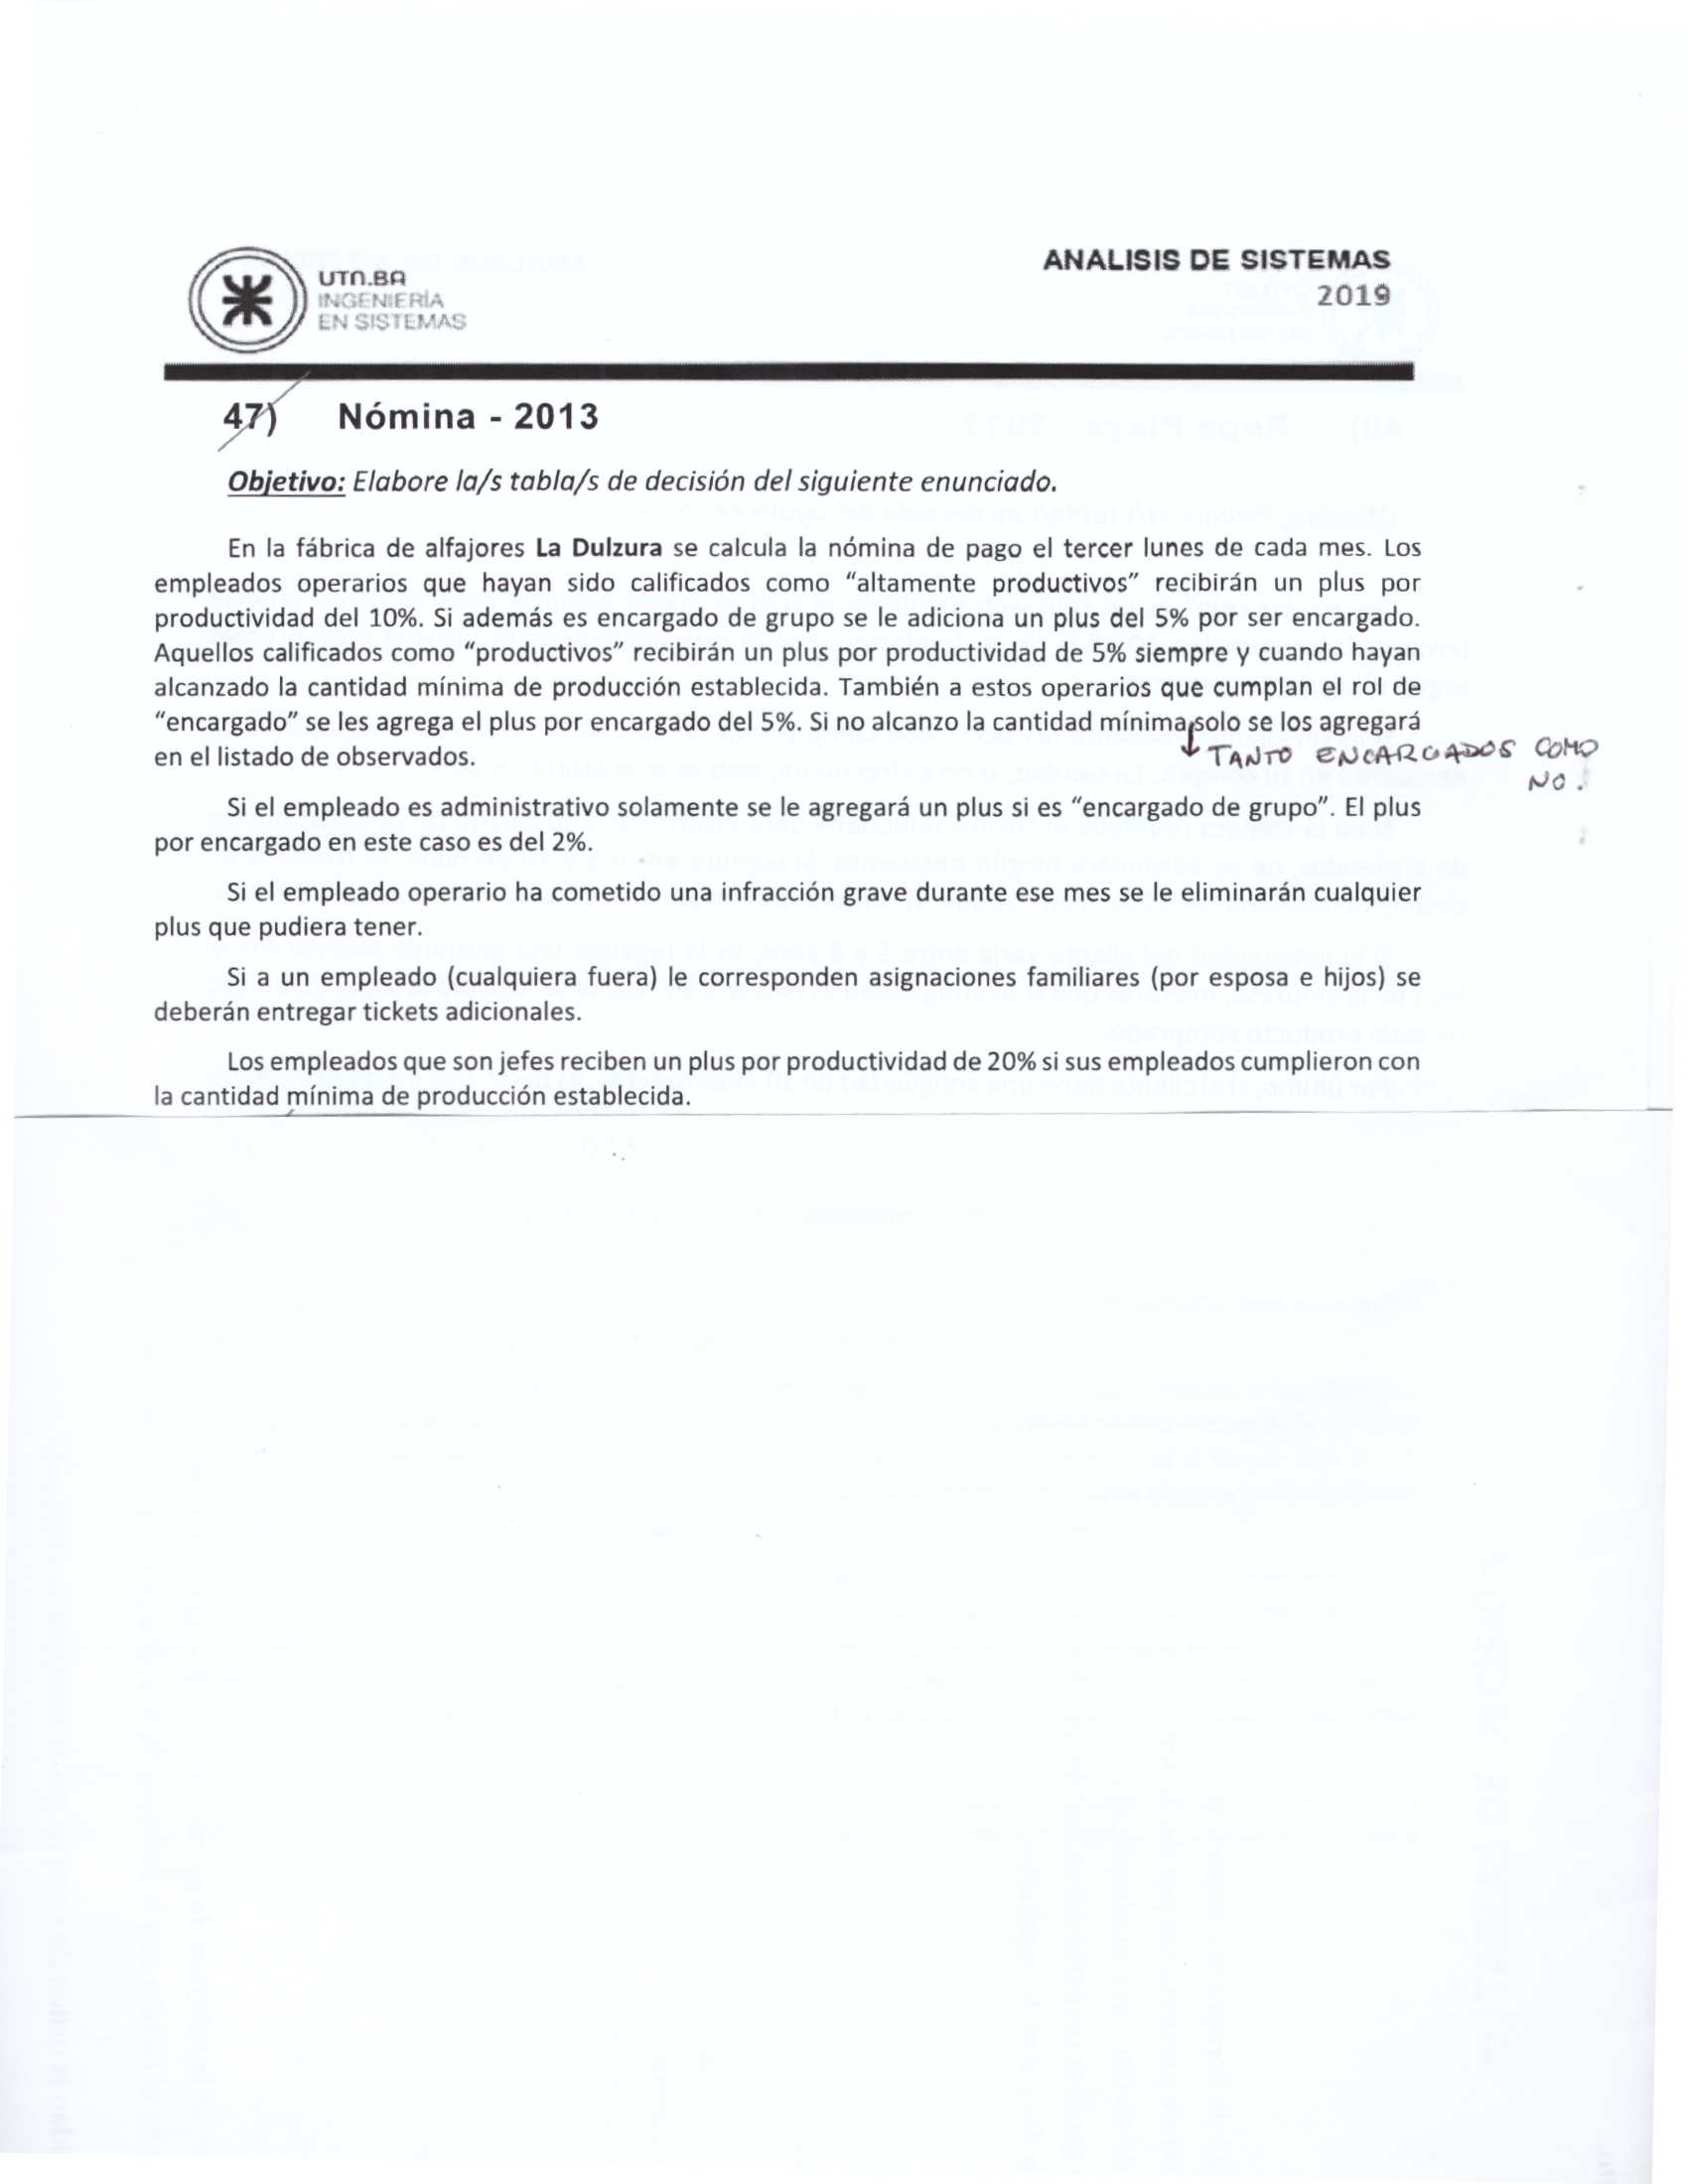 UTN.BA
INGENIERÍA
EN SISTEMAS
ANALISIS DE SISTEMAS
2019
47) Nómina - 2013
Objetivo: Elabore la/s tabla/s de decisión del siguiente enunciado.
En la fábrica de alfajores La Dulzura se calcula la nómina de pago el tercer lunes de cada mes. Los
empleados operarios que hayan sido calificados como “altamente productivos” recibirán un plus por
productividad del 10%. Si además es encargado de grupo se le adiciona un plus del 5% por ser encargado.
Aquellos calificados como “productivos” recibirán un plus por productividad de 5% siempre y cuando hayan
alcanzado la cantidad mínima de producción establecida. También a estos operarios que cumplan el rol de
“encargado” se les agrega el plus por encargado del 5%. Si no alcanzo la cantidad mínima solo se los agregará
en el listado de observados.
↓ TANTO ENCARGADOS COMO
NO.
Si el empleado es administrativo solamente se le agregará un plus si es “encargado de grupo”. El plus
por encargado en este caso es del 2%.
Si el empleado operario ha cometido una infracción grave durante ese mes se le eliminarán cualquier
plus que pudiera tener.
Si a un empleado (cualquiera fuera) le corresponden asignaciones familiares (por esposa e hijos) se
deberán entregar tickets adicionales.
Los empleados que son jefes reciben un plus por productividad de 20% si sus empleados cumplieron con
la cantidad mínima de producción establecida.